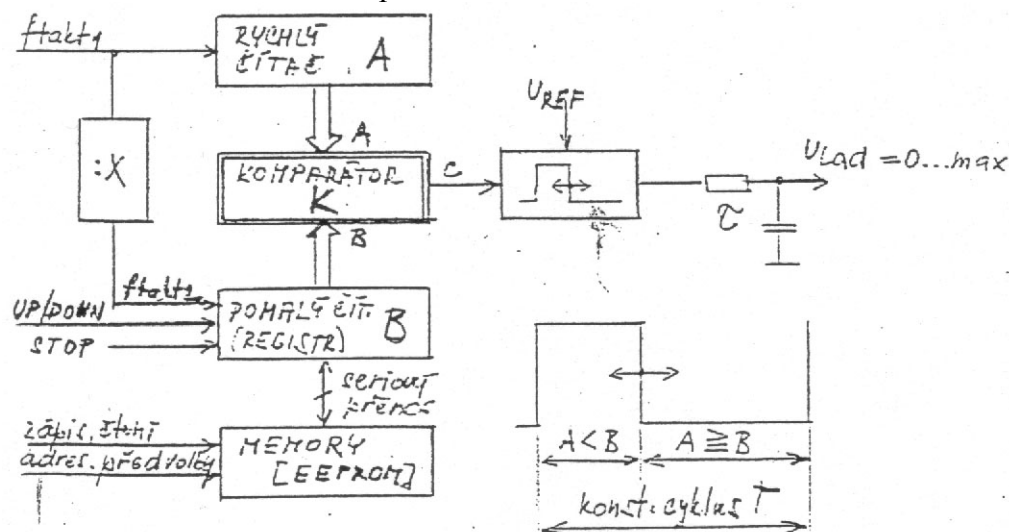 ftakt1
RYCHLÝ
ČÍTAČ A
A
UREF
:X
KOMPARÁTOR
K
C
ULad = 0...max
τ
B
ftakt2
UP/DOWN
STOP
POMALÝ ČÍT.
(REGISTR) B
seriový
přenos
zápis, čtení
adres. předvolby
MEMORY
[EEPROM]
A < B
A ≧ B
konst. cyklus T